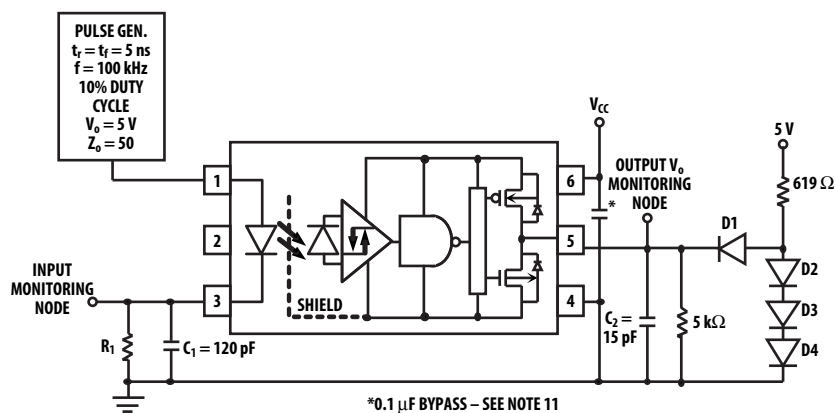 PULSE GEN.
tr = tf = 5 ns
f = 100 kHz
10% DUTY
CYCLE
Vo = 5 V
Zo = 50
VCC
5 V
619 Ω
OUTPUT Vo
MONITORING
NODE
1
2
3
6
5
4
*
D1
D2
D3
D4
INPUT
MONITORING
NODE
SHIELD
R1
C1 = 120 pF
C2 =
15 pF
5 kΩ
*0.1 μF BYPASS – SEE NOTE 11